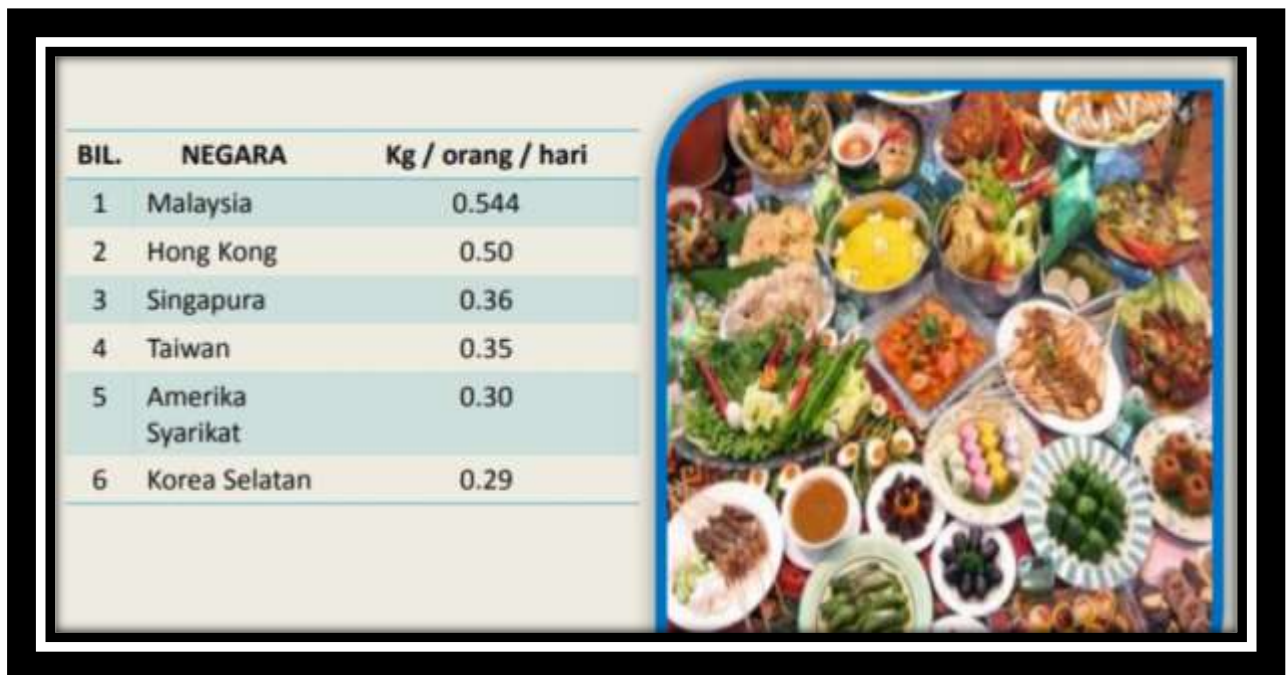 BIL. NEGARA Kg / orang / hari
1 Malaysia 0.544
2 Hong Kong 0.50
3 Singapura 0.36
4 Taiwan 0.35
5 Amerika 0.30
Syarikat
6 Korea Selatan 0.29